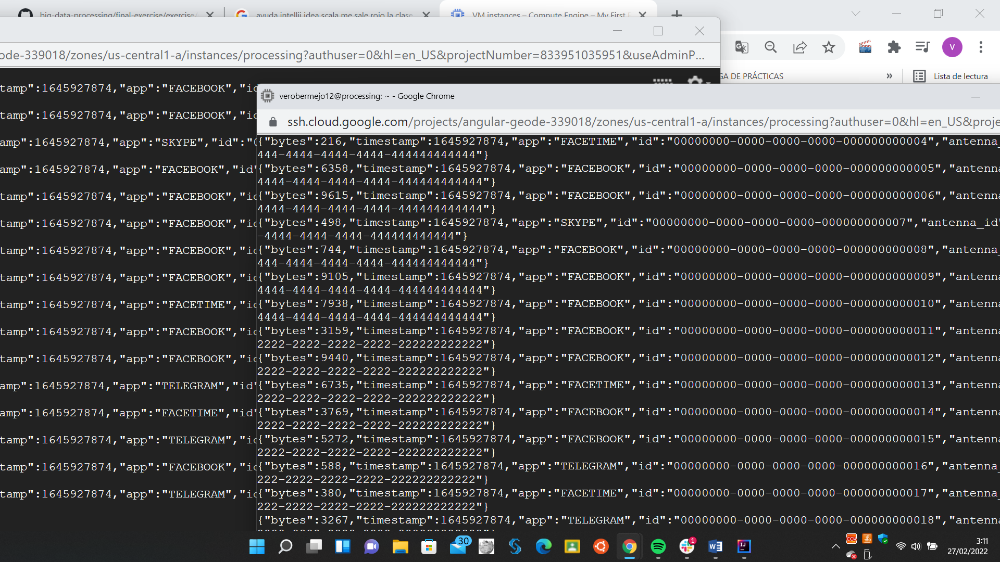 big-data-processing/final-exercise/exercise/
ayuda intellij idea scala me sale rojo la clase
VM instances – Compute Engine – My First
ode-339018/zones/us-central1-a/instances/processing?authuser=0&hl=en_US&projectNumber=833951035951&useAdminP...
V
GA DE PRÁCTICAS
»
Lista de lectura
tamp":1645927874,"app":"FACEBOOK","id
tamp":1645927874,"app":"FACEBOOK","id
amp":1645927874,"app":"SKYPE","id":"0
amp":1645927874,"app":"FACEBOOK","id"
tamp":1645927874,"app":"FACEBOOK","id
tamp":1645927874,"app":"FACEBOOK","id
tamp":1645927874,"app":"FACEBOOK","id
tamp":1645927874,"app":"FACEBOOK","id
tamp":1645927874,"app":"FACETIME","id
tamp":1645927874,"app":"FACEBOOK","id
tamp":1645927874,"app":"FACEBOOK","id
amp":1645927874,"app":"TELEGRAM","id"
amp":1645927874,"app":"FACETIME","id"
tamp":1645927874,"app":"TELEGRAM","id
tamp":1645927874,"app":"FACEBOOK","id
tamp":1645927874,"app":"TELEGRAM","id
verobermejo12@processing: ~ - Google Chrome
ssh.cloud.google.com/projects/angular-geode-339018/zones/us-central1-a/instances/processing?authuser=0&hl=en_US&proje
{"bytes":216,"timestamp":1645927874,"app":"FACETIME","id":"00000000-0000-0000-0000-000000000004","antenna_
444-4444-4444-4444-444444444444"}
{"bytes":6358,"timestamp":1645927874,"app":"FACEBOOK","id":"00000000-0000-0000-0000-000000000005","antenna
4444-4444-4444-4444-444444444444"}
{"bytes":9615,"timestamp":1645927874,"app":"FACEBOOK","id":"00000000-0000-0000-0000-000000000006","antenna
4444-4444-4444-4444-444444444444"}
{"bytes":498,"timestamp":1645927874,"app":"SKYPE","id":"00000000-0000-0000-0000-000000000007","antenna_id"
-4444-4444-4444-444444444444"}
{"bytes":744,"timestamp":1645927874,"app":"FACEBOOK","id":"00000000-0000-0000-0000-000000000008","antenna_
444-4444-4444-4444-444444444444"}
{"bytes":9105,"timestamp":1645927874,"app":"FACEBOOK","id":"00000000-0000-0000-0000-000000000009","antenna
4444-4444-4444-4444-444444444444"}
{"bytes":7938,"timestamp":1645927874,"app":"FACEBOOK","id":"00000000-0000-0000-0000-000000000010","antenna
4444-4444-4444-4444-444444444444"}
{"bytes":3159,"timestamp":1645927874,"app":"FACEBOOK","id":"00000000-0000-0000-0000-000000000011","antenna
2222-2222-2222-2222-222222222222"}
{"bytes":9440,"timestamp":1645927874,"app":"FACEBOOK","id":"00000000-0000-0000-0000-000000000012","antenna
2222-2222-2222-2222-222222222222"}
{"bytes":6735,"timestamp":1645927874,"app":"FACETIME","id":"00000000-0000-0000-0000-000000000013","antenna
2222-2222-2222-2222-222222222222"}
{"bytes":3769,"timestamp":1645927874,"app":"FACEBOOK","id":"00000000-0000-0000-0000-000000000014","antenna
2222-2222-2222-2222-222222222222"}
{"bytes":5272,"timestamp":1645927874,"app":"FACEBOOK","id":"00000000-0000-0000-0000-000000000015","antenna
2222-2222-2222-2222-222222222222"}
{"bytes":588,"timestamp":1645927874,"app":"TELEGRAM","id":"00000000-0000-0000-0000-000000000016","antenna_
222-2222-2222-2222-222222222222"}
{"bytes":380,"timestamp":1645927874,"app":"FACETIME","id":"00000000-0000-0000-0000-000000000017","antenna_
222-2222-2222-2222-222222222222"}
{"bytes":3267,"timestamp":1645927874,"app":"TELEGRAM","id":"00000000-0000-0000-0000-000000000018","antenna
30
1
3:11
27/02/2022